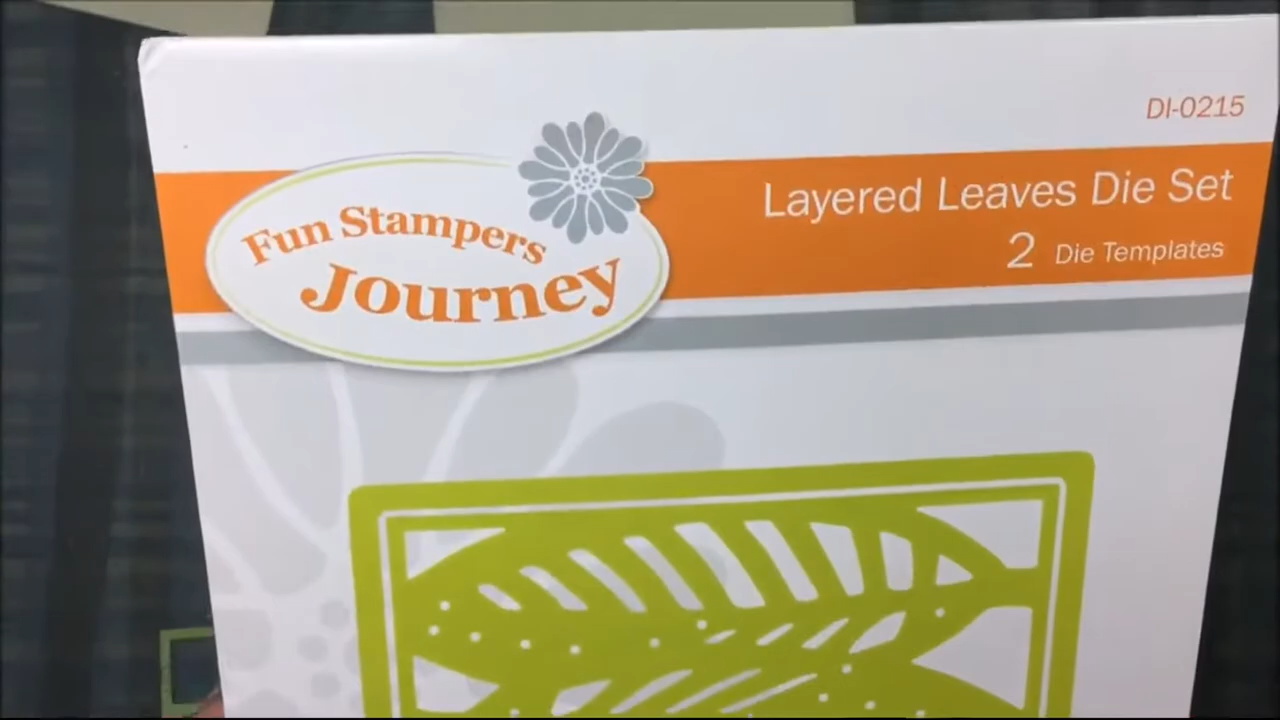 DI-0215
Fun Stampers
Journey
Layered Leaves Die Set
2 Die Templates